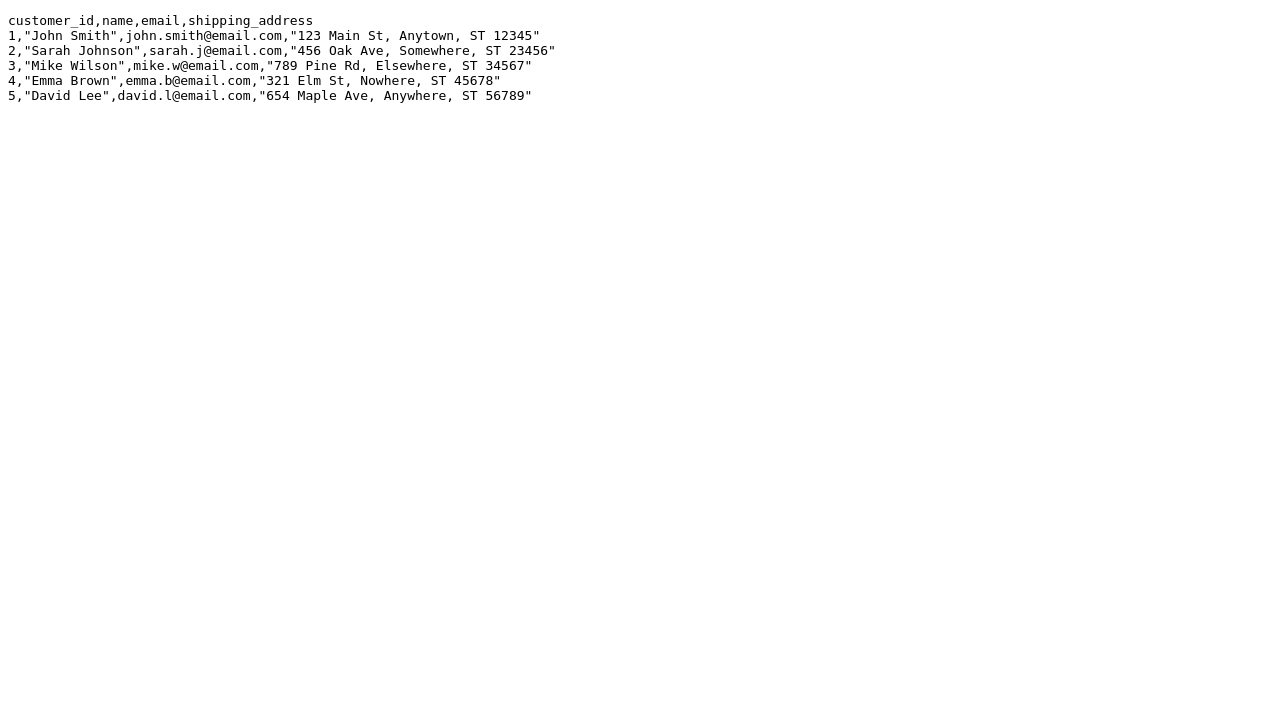 customer_id,name,email,shipping_address
1,"John Smith",john.smith@email.com,"123 Main St, Anytown, ST 12345"
2,"Sarah Johnson",sarah.j@email.com,"456 Oak Ave, Somewhere, ST 23456"
3,"Mike Wilson",mike.w@email.com,"789 Pine Rd, Elsewhere, ST 34567"
4,"Emma Brown",emma.b@email.com,"321 Elm St, Nowhere, ST 45678"
5,"David Lee",david.l@email.com,"654 Maple Ave, Anywhere, ST 56789"